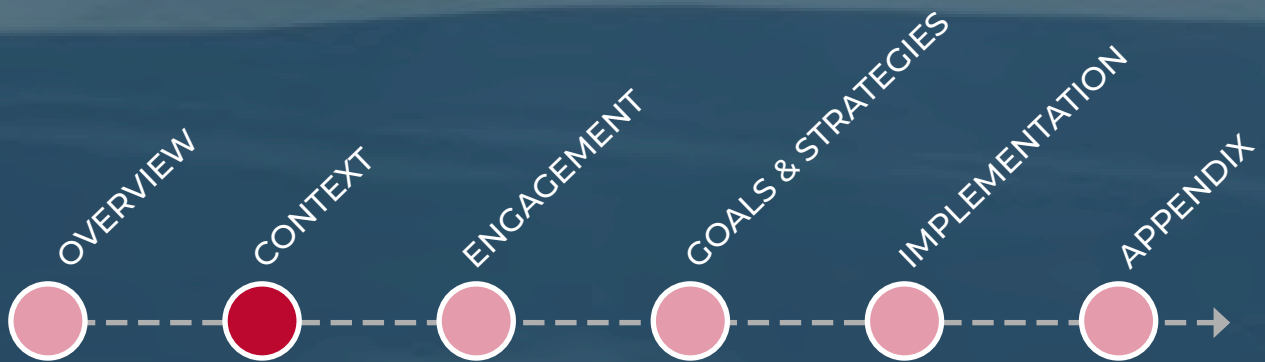 OVERVIEW
CONTEXT
ENGAGEMENT
GOALS & STRATEGIES
IMPLEMENTATION
APPENDIX